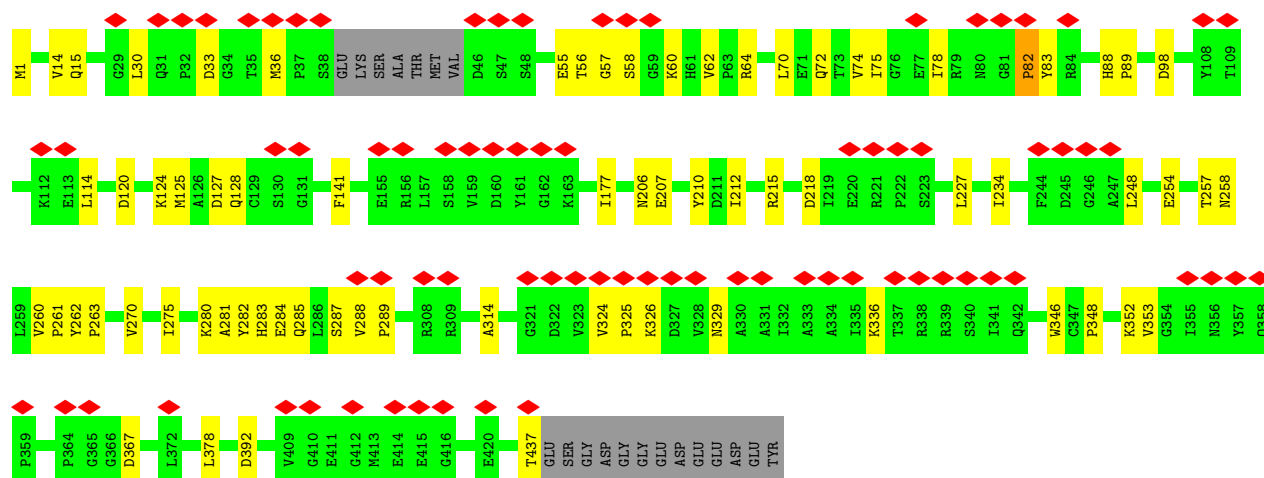 M1 V14 Q15 G29 L30 Q31 P32 D33 G34 T35 M36 P37 S38 GLU LYS SER ALA THR MET VAL D46 S47 S48 E55 T56 G57 S58 G59 K60 H61 V62 P63 R64 L70 E71 Q72 T73 V74 I75 G76 E77 I78 R79 N80 G81 P82 Y83 R84 H88 P89 D98 Y108 T109
K112 E113 L114 D120 K124 M125 A126 D127 Q128 C129 S130 G131 F141 E155 R156 L157 S158 V159 D160 Y161 G162 K163 I177 N206 E207 Y210 D211 I212 R215 D218 I219 E220 R221 P222 S223 L227 I234 F244 D245 G246 A247 L248 E254 T257 N258
L259 V260 P261 Y262 P263 V270 I275 K280 A281 Y282 H283 E284 Q285 L286 S287 V288 P289 R308 R309 A314 G321 D322 V323 V324 P325 K326 D327 V328 N329 A330 A331 I332 A333 A334 I335 K336 T337 R338 R339 S340 I341 Q342 W346 C347 P348 K352 V353 G354 I355 N356 Y357 Q358
P359 P364 G365 G366 D367 L372 L378 D392 V409 G410 E411 G412 M413 E414 E415 G416 E420 T437 GLU SER GLY ASP GLY GLY GLU ASP GLU GLU ASP GLU TYR